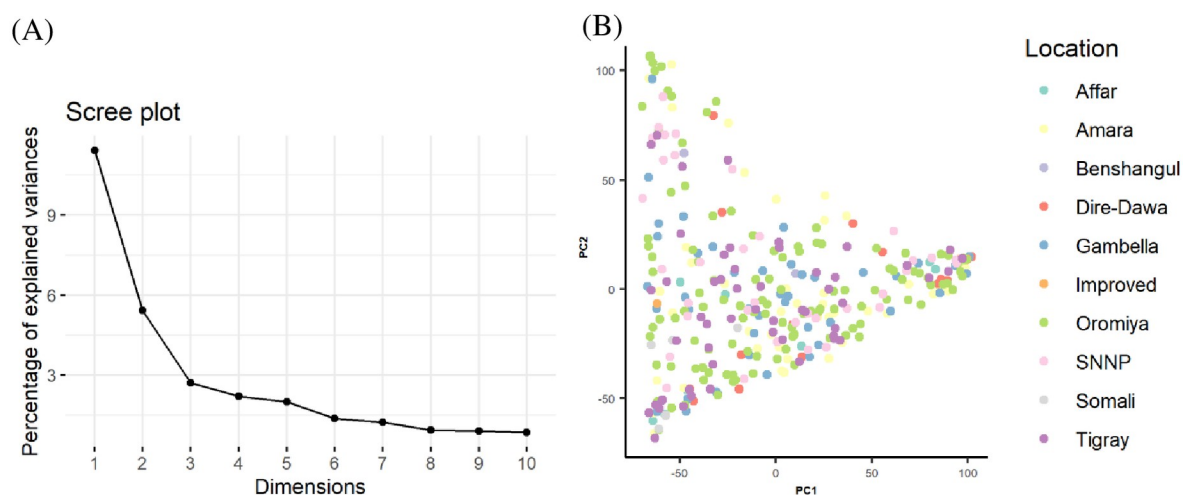 (A)
Scree plot
Percentage of explained variances
9
6
3
1 2 3 4 5 6 7 8 9 10
Dimensions
(B)
PC2
100
50
0
-50
-50 0 50 100
PC1
Location
Affar
Amara
Benshangul
Dire-Dawa
Gambella
Improved
Oromiya
SNNP
Somali
Tigray